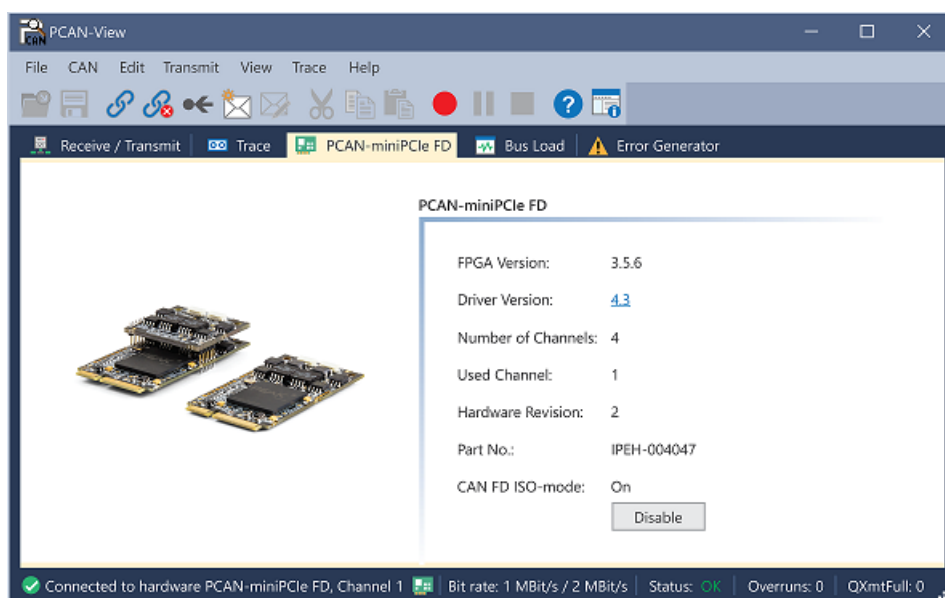 PCAN-View
File CAN Edit Transmit View Trace Help
Receive / Transmit Trace PCAN-miniPCIe FD Bus Load Error Generator
PCAN-miniPCIe FD
FPGA Version: 3.5.6
Driver Version: 4.3
Number of Channels: 4
Used Channel: 1
Hardware Revision: 2
Part No.: IPEH-004047
CAN FD ISO-mode: On
Disable
Connected to hardware PCAN-miniPCIe FD, Channel 1 Bit rate: 1 MBit/s / 2 MBit/s Status: OK Overruns: 0 QXmtFull: 0